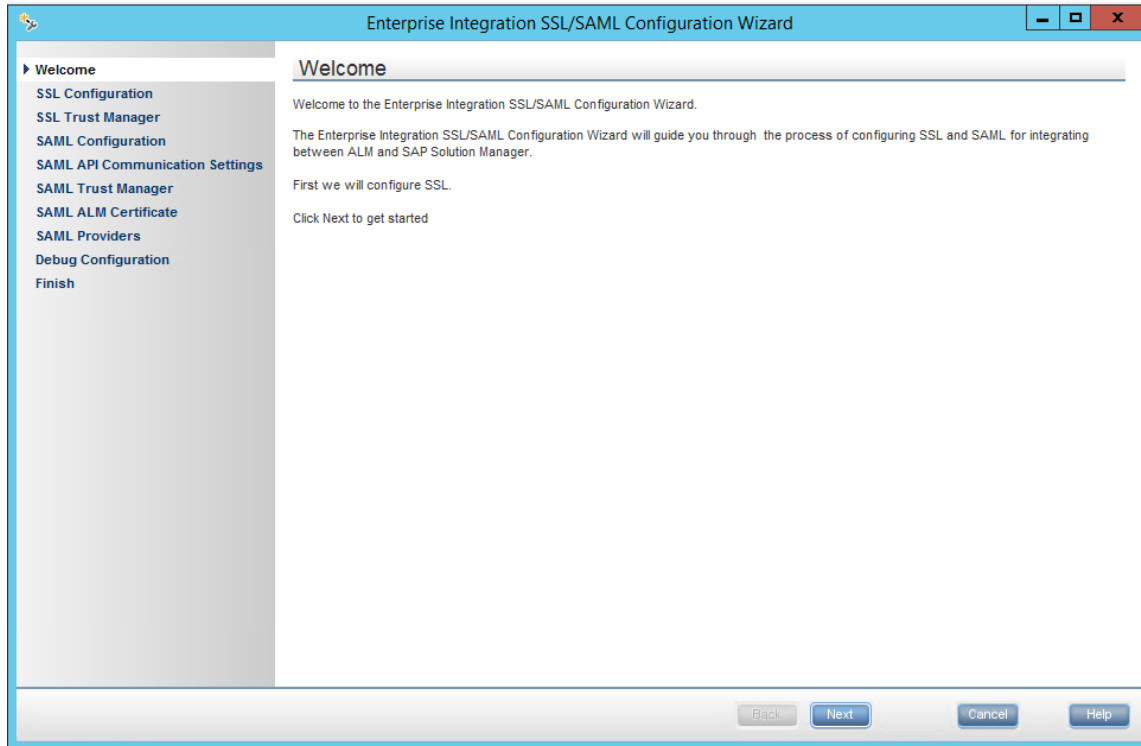 Enterprise Integration SSL/SAML Configuration Wizard
Welcome
SSL Configuration
SSL Trust Manager
SAML Configuration
SAML API Communication Settings
SAML Trust Manager
SAML ALM Certificate
SAML Providers
Debug Configuration
Finish
Welcome
Welcome to the Enterprise Integration SSL/SAML Configuration Wizard.
The Enterprise Integration SSL/SAML Configuration Wizard will guide you through the process of configuring SSL and SAML for integrating
between ALM and SAP Solution Manager.
First we will configure SSL.
Click Next to get started
Back
Next
Cancel
Help